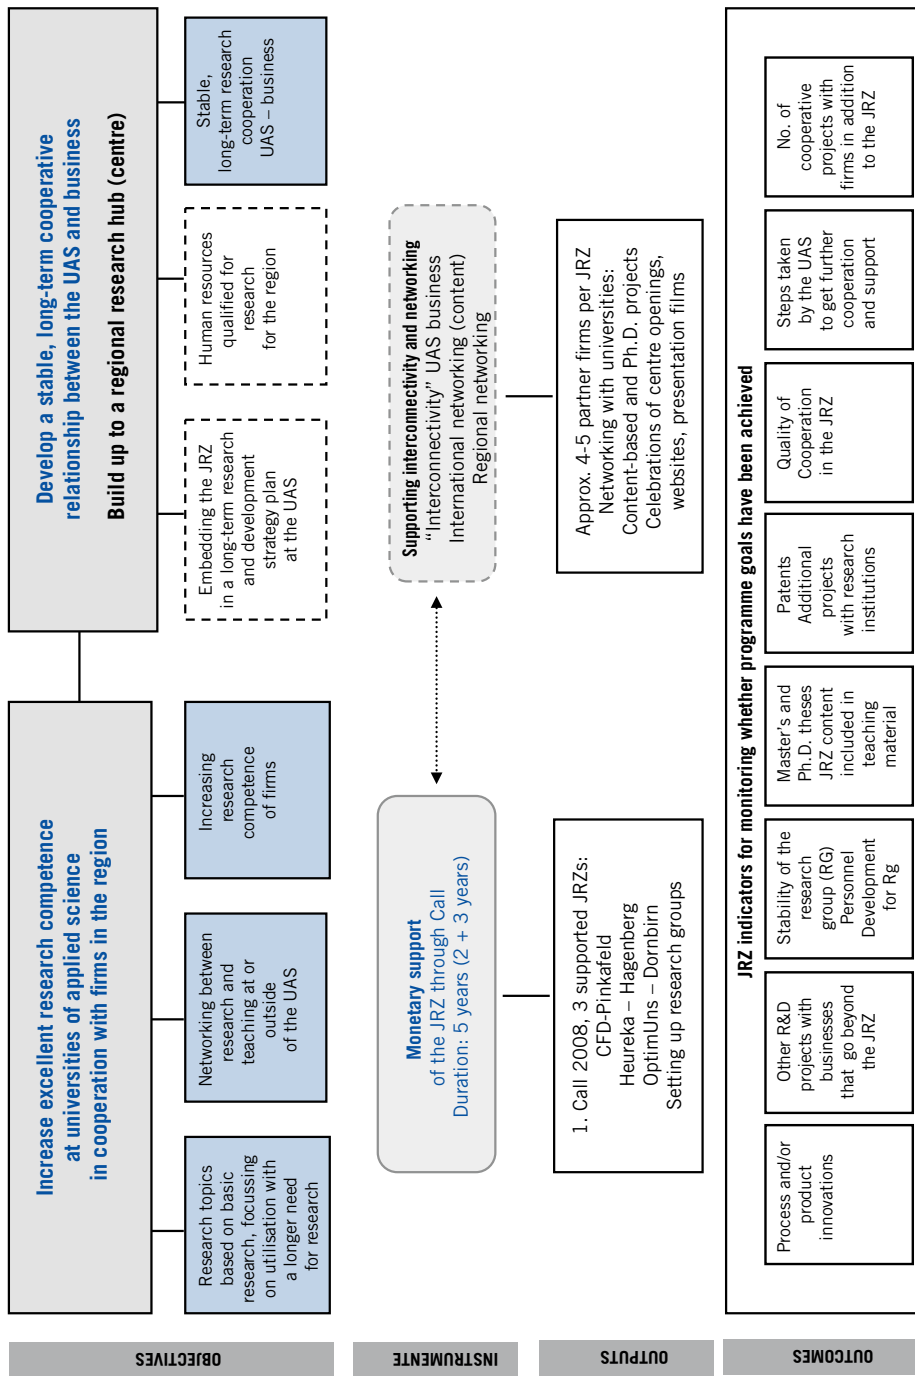 OBJECTIVES
Increase excellent research competence
at universities of applied science
in cooperation with firms in the region
Develop a stable, long-term cooperative
relationship between the UAS and business
Build up to a regional research hub (centre)
Research topics
based on basic
research, focussing
on utilisation with
a longer need
for research
Networking between
research and
teaching at or
outside
of the UAS
Increasing
research
competence
of firms
Embedding the JRZ
in a long-term research
and development
strategy plan
at the UAS
Human resources
qualified for
research
for the region
Stable,
long-term research
cooperation
UAS – business
INSTRUMENTE
Monetary support
of the JRZ through Call
Duration: 5 years (2 + 3 years)
Supporting interconnectivity and networking
“Interconnectivity” UAS business
International networking (content)
Regional networking
OUTPUTS
1. Call 2008, 3 supported JRZs:
CFD-Pinkafeld
Heureka – Hagenberg
OptimUns – Dornbirn
Setting up research groups
Approx. 4-5 partner firms per JRZ
Networking with universities:
Content-based and Ph.D. projects
Celebrations of centre openings,
websites, presentation films
OUTCOMES
JRZ indicators for monitoring whether programme goals have been achieved
Process and/or
product
innovations
Other R&D
projects with
businesses
that go beyond
the JRZ
Stability of the
research
group (RG)
Personnel
Development
for Rg
Master’s and
Ph.D. theses
JRZ content
included in
teaching
material
Patents
Additional
projects
with research
institutions
Quality of
Cooperation
in the JRZ
Steps taken
by the UAS
to get further
cooperation
and support
No. of
cooperative
projects with
firms in addition
to the JRZ